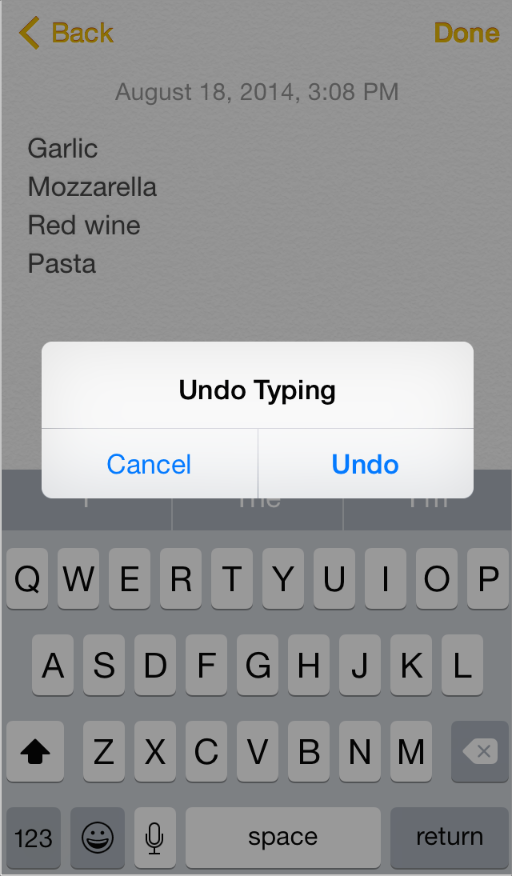 Back Done
August 18, 2014, 3:08 PM
Garlic
Mozzarella
Red wine
Pasta
Undo Typing
Cancel Undo
I The I'm
Q W E R T Y U I O P
A S D F G H J K L
Z X C V B N M
123 space return